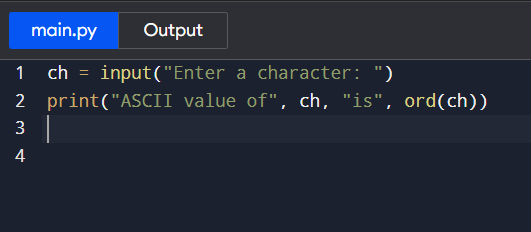 main.py Output
1 ch = input("Enter a character: ")
2 print("ASCII value of", ch, "is", ord(ch))
3
4